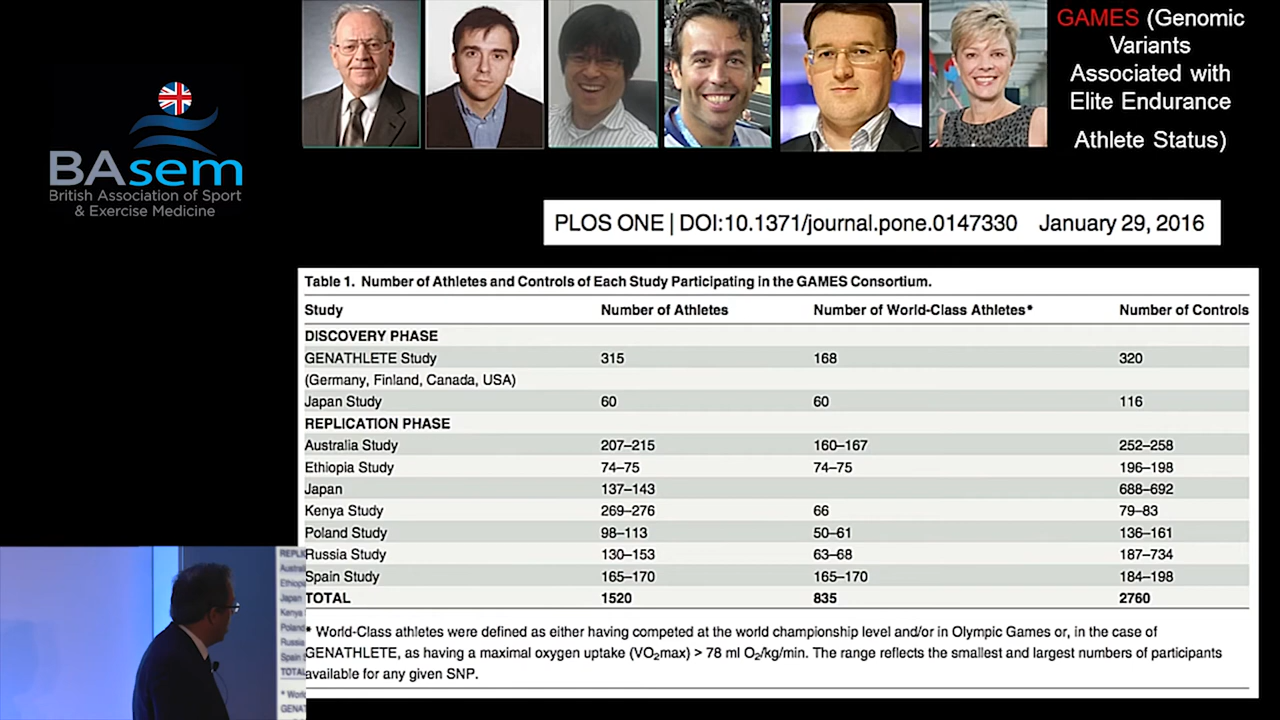 GAMES (Genomic
Variants
Associated with
Elite Endurance
Athlete Status)
BAsem
British Association of Sport
& Exercise Medicine
PLOS ONE | DOI:10.1371/journal.pone.0147330 January 29, 2016
Table 1. Number of Athletes and Controls of Each Study Participating in the GAMES Consortium.
Study Number of Athletes Number of World-Class Athletes* Number of Controls
DISCOVERY PHASE
GENATHLETE Study 315 168 320
(Germany, Finland, Canada, USA)
Japan Study 60 60 116
REPLICATION PHASE
Australia Study 207–215 160–167 252–258
Ethiopia Study 74–75 74–75 196–198
Japan 137–143 688–692
Kenya Study 269–276 66 79–83
Poland Study 98–113 50–61 136–161
Russia Study 130–153 63–68 187–734
Spain Study 165–170 165–170 184–198
TOTAL 1520 835 2760
* World-Class athletes were defined as either having competed at the world championship level and/or in Olympic Games or, in the case of
GENATHLETE, as having a maximal oxygen uptake (VO₂max) > 78 ml O₂/kg/min. The range reflects the smallest and largest numbers of participants
available for any given SNP.